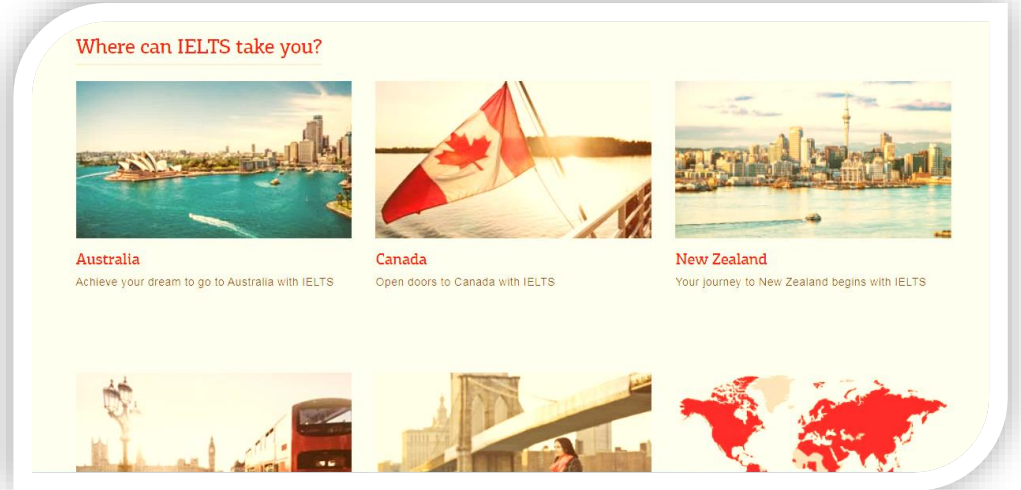 Where can IELTS take you?
Australia
Achieve your dream to go to Australia with IELTS
Canada
Open doors to Canada with IELTS
New Zealand
Your journey to New Zealand begins with IELTS